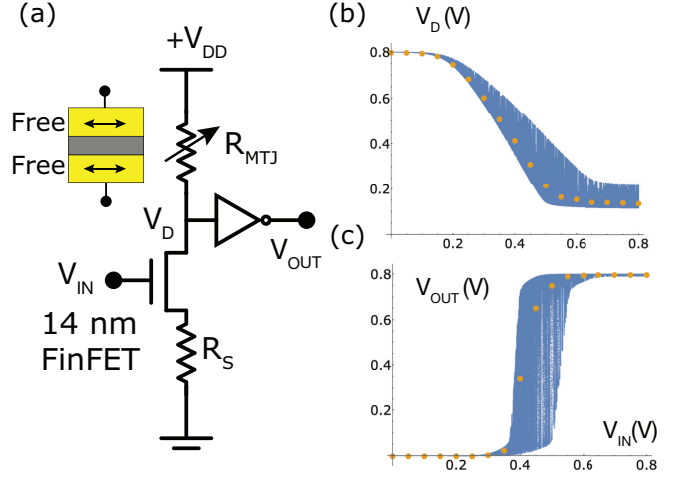 (a)
+V_DD
Free
Free
R_MTJ
V_D
V_OUT
V_IN
14 nm
FinFET
R_S
(b)
V_D (V)
0.8
0.6
0.4
0.2
0.2
0.4
0.6
0.8
(c)
V_OUT (V)
0.8
0.6
0.4
0.2
V_IN (V)
0.2
0.4
0.6
0.8